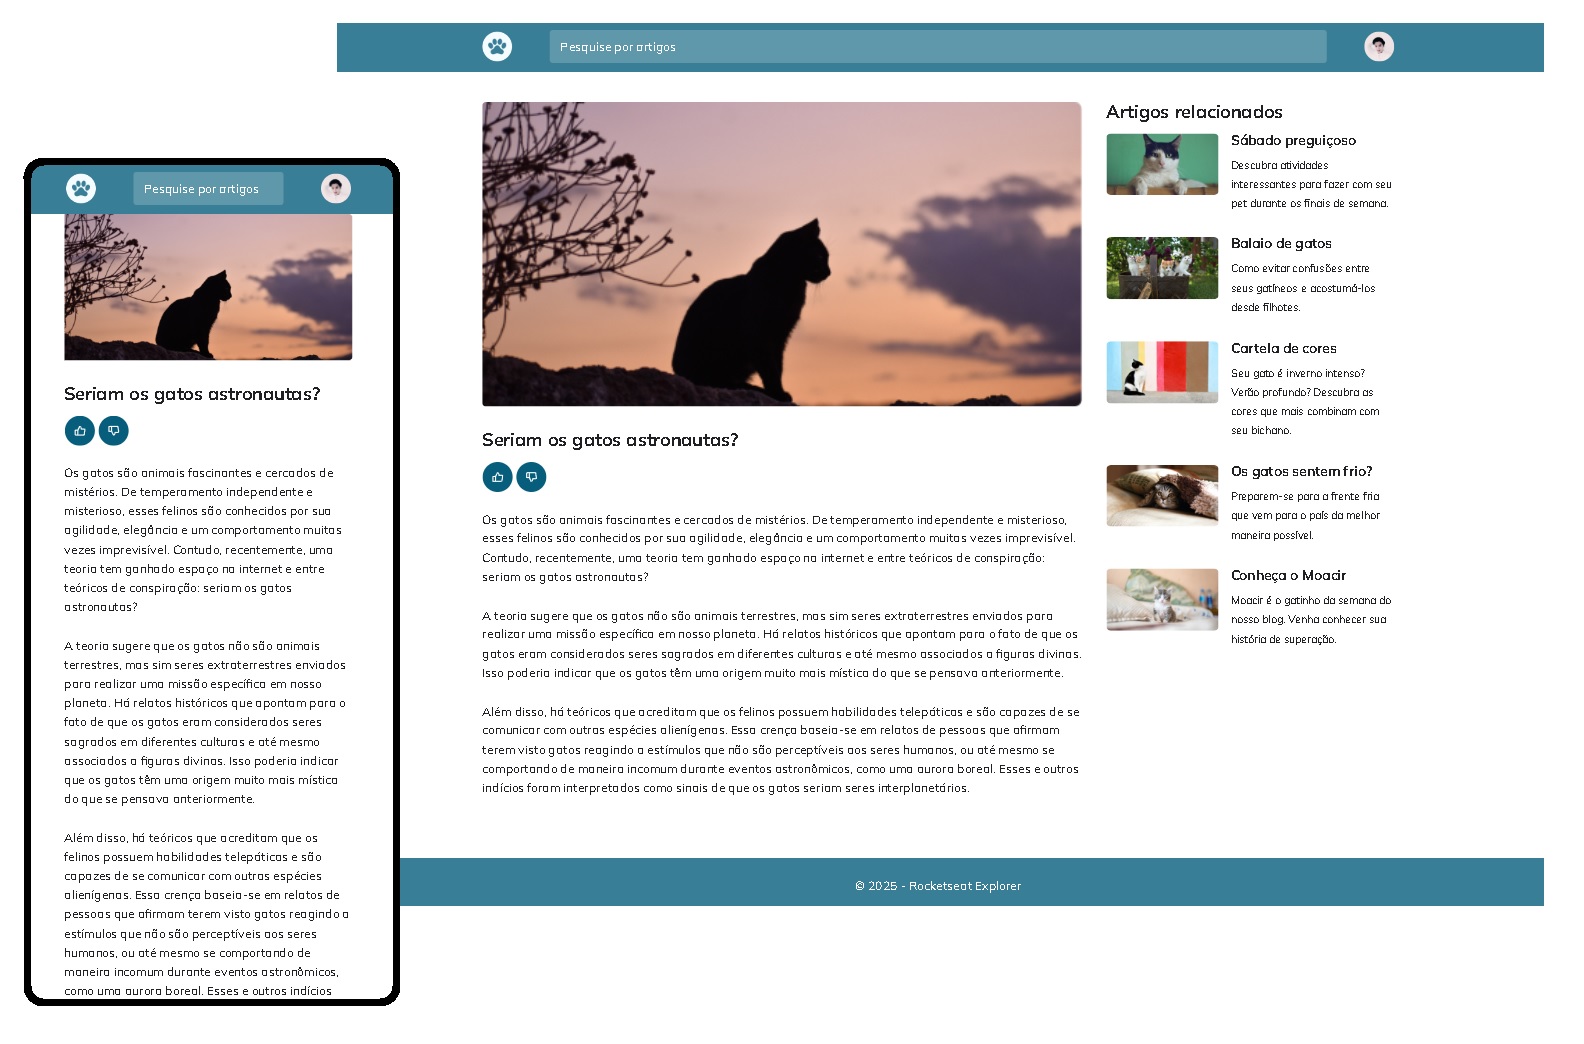 Pesquise por artigos
Seriam os gatos astronautas?
Os gatos são animais fascinantes e cercados de mistérios. De temperamento independente e misterioso,
esses felinos são conhecidos por sua agilidade, elegância e um comportamento muitas vezes imprevisível.
Contudo, recentemente, uma teoria tem ganhado espaço na internet e entre teóricos de conspiração:
seriam os gatos astronautas?
A teoria sugere que os gatos não são animais terrestres, mas sim seres extraterrestres enviados para
realizar uma missão específica em nosso planeta. Há relatos históricos que apontam para o fato de que os
gatos eram considerados seres sagrados em diferentes culturas e até mesmo associados a figuras divinas.
Isso poderia indicar que os gatos têm uma origem muito mais mística do que se pensava anteriormente.
Além disso, há teóricos que acreditam que os felinos possuem habilidades telepáticas e são capazes de se
comunicar com outras espécies alienígenas. Essa crença baseia-se em relatos de pessoas que afirmam
terem visto gatos reagindo a estímulos que não são perceptíveis aos seres humanos, ou até mesmo se
comportando de maneira incomum durante eventos astronômicos, como uma aurora boreal. Esses e outros
indícios foram interpretados como sinais de que os gatos seriam seres interplanetários.
Artigos relacionados
Sábado preguiçoso
Descubra atividades
interessantes para fazer com seu
pet durante os finais de semana.
Balaio de gatos
Como evitar confusões entre
seus gatíneos e acostumá-los
desde filhotes.
Cartela de cores
Seu gato é inverno intenso?
Verão profundo? Descubra as
cores que mais combinam com
seu bichano.
Os gatos sentem frio?
Preparem-se para a frente fria
que vem para o país da melhor
maneira possível.
Conheça o Moacir
Moacir é o gatinho da semana do
nosso blog. Venha conhecer sua
história de superação.
© 2025 - Rocketseat Explorer
Pesquise por artigos
Seriam os gatos astronautas?
Os gatos são animais fascinantes e cercados de
mistérios. De temperamento independente e
misterioso, esses felinos são conhecidos por sua
agilidade, elegância e um comportamento muitas
vezes imprevisível. Contudo, recentemente, uma
teoria tem ganhado espaço na internet e entre
teóricos de conspiração: seriam os gatos
astronautas?
A teoria sugere que os gatos não são animais
terrestres, mas sim seres extraterrestres enviados
para realizar uma missão específica em nosso
planeta. Há relatos históricos que apontam para o
fato de que os gatos eram considerados seres
sagrados em diferentes culturas e até mesmo
associados a figuras divinas. Isso poderia indicar
que os gatos têm uma origem muito mais mística
do que se pensava anteriormente.
Além disso, há teóricos que acreditam que os
felinos possuem habilidades telepáticas e são
capazes de se comunicar com outras espécies
alienígenas. Essa crença baseia-se em relatos de
pessoas que afirmam terem visto gatos reagindo a
estímulos que não são perceptíveis aos seres
humanos, ou até mesmo se comportando de
maneira incomum durante eventos astronômicos,
como uma aurora boreal. Esses e outros indícios